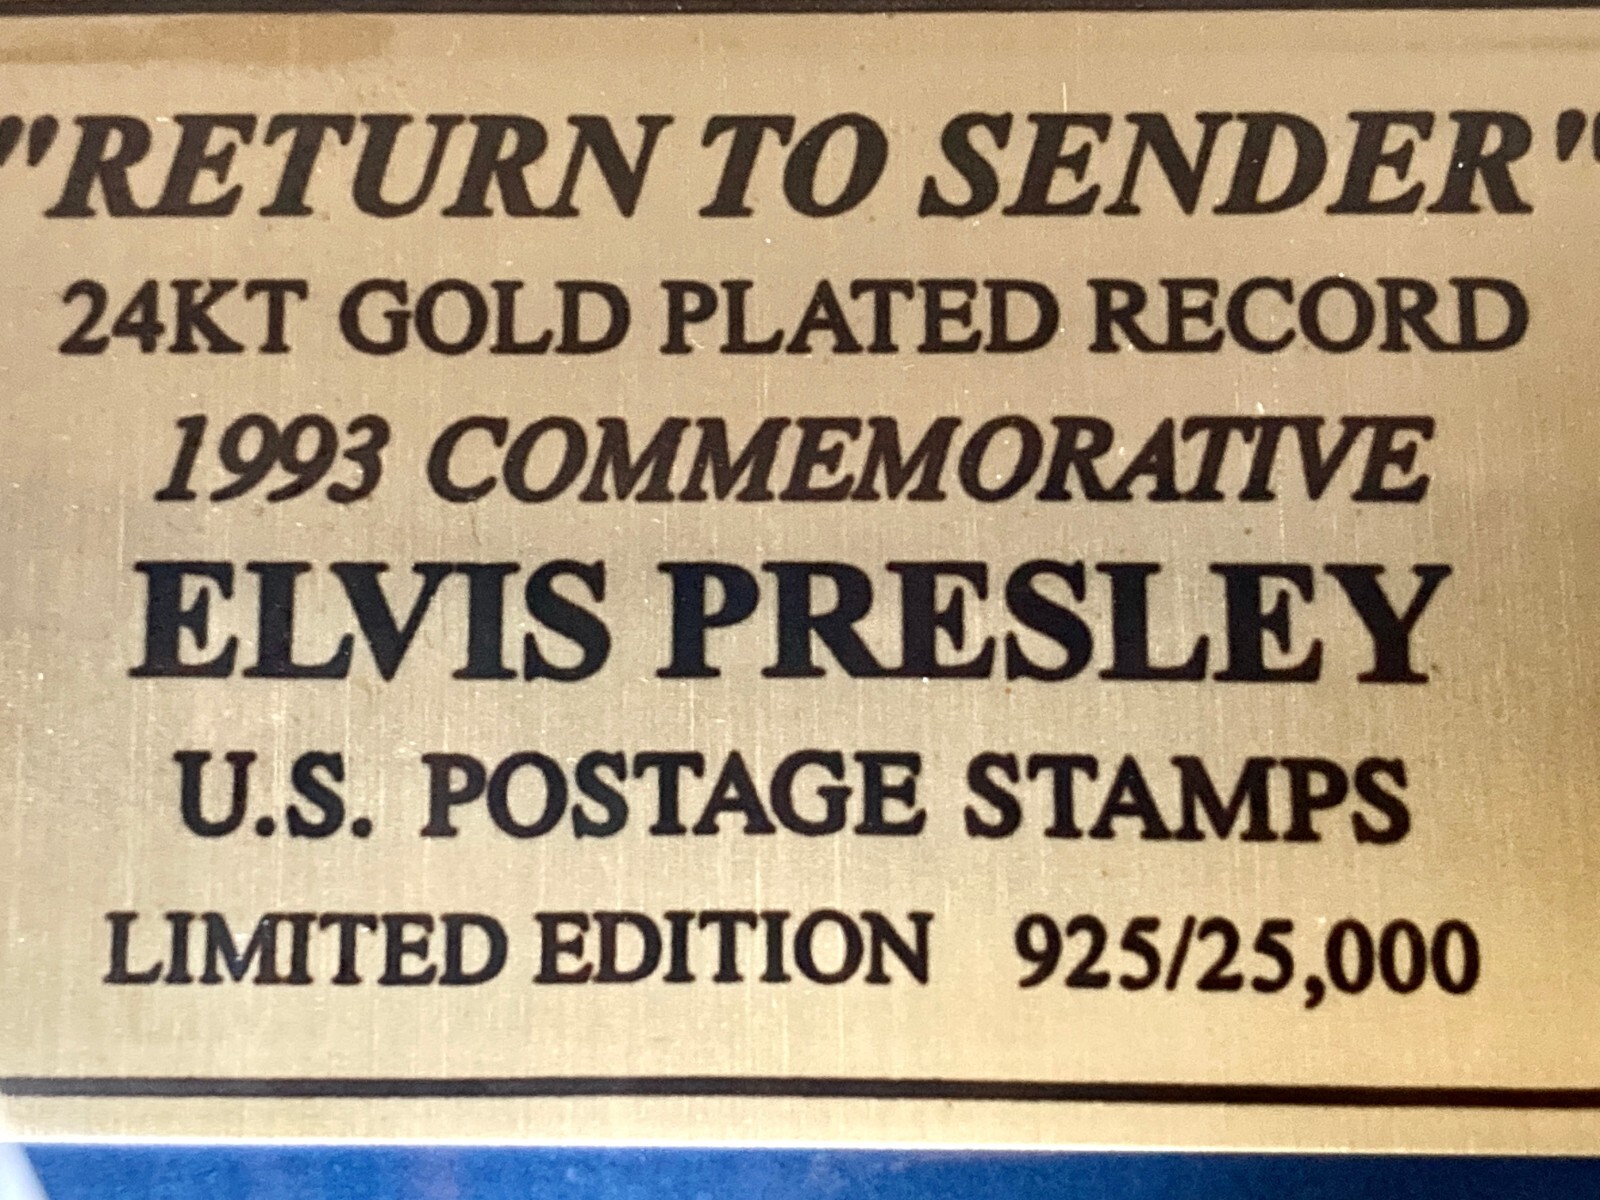 "RETURN TO SENDER"
24KT GOLD PLATED RECORD
1993 COMMEMORATIVE
ELVIS PRESLEY
U.S. POSTAGE STAMPS
LIMITED EDITION 925/25,000